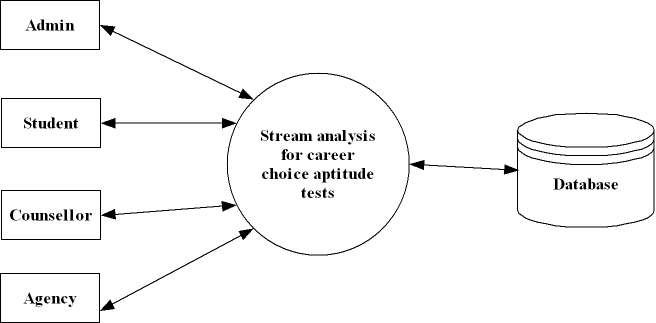 Admin
Student
Counsellor
Agency
Stream analysis
for career
choice aptitude
tests
Database